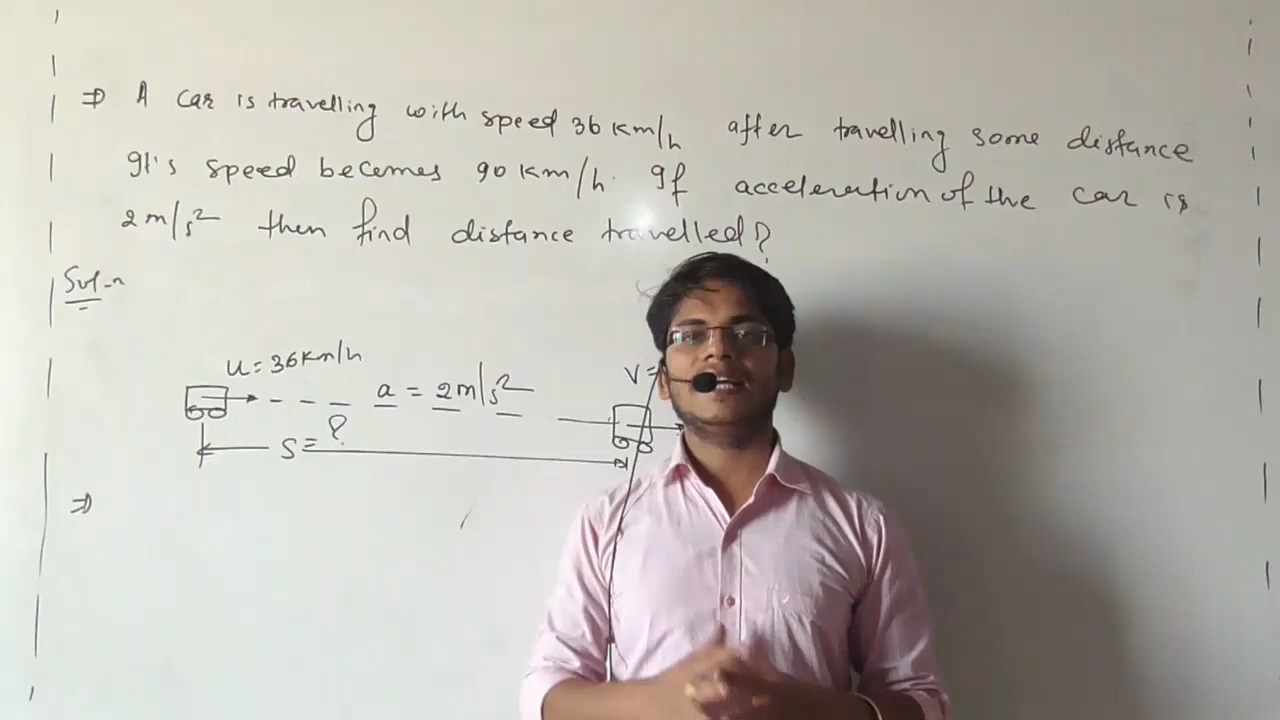 ⇒ A car is travelling with speed 36 km/h after travelling some distance
It's speed becomes 90 km/h. If acceleration of the car is
2 m/s² then find distance travelled?
Sol-n
u = 36 km/h
a = 2 m/s²
V =
S = ?
⇒